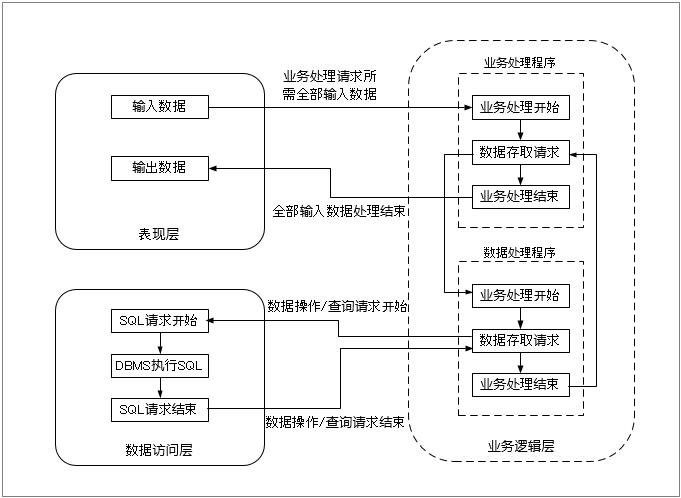 业务处理请求所
需全部输入数据
业务处理程序
输入数据
业务处理开始
数据存取请求
输出数据
业务处理结束
全部输入数据处理结束
表现层
数据处理程序
业务处理开始
数据操作/查询请求开始
SQL请求开始
数据存取请求
DBMS执行SQL
业务处理结束
SQL请求结束
数据操作/查询请求结束
数据访问层
业务逻辑层